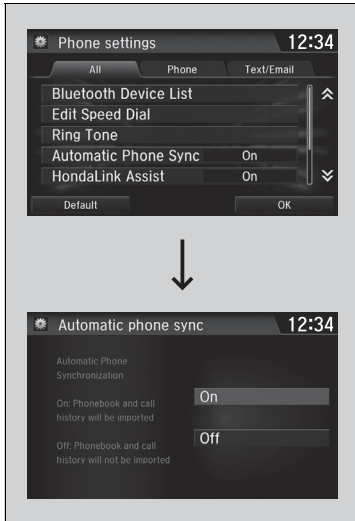 Phone settings 12:34
All Phone Text/Email
Bluetooth Device List
Edit Speed Dial
Ring Tone
Automatic Phone Sync On
HondaLink Assist On
Default OK
Automatic phone sync 12:34
Automatic Phone
Synchronization
On: Phonebook and call
history will be imported
Off: Phonebook and call
history will not be imported
On
Off